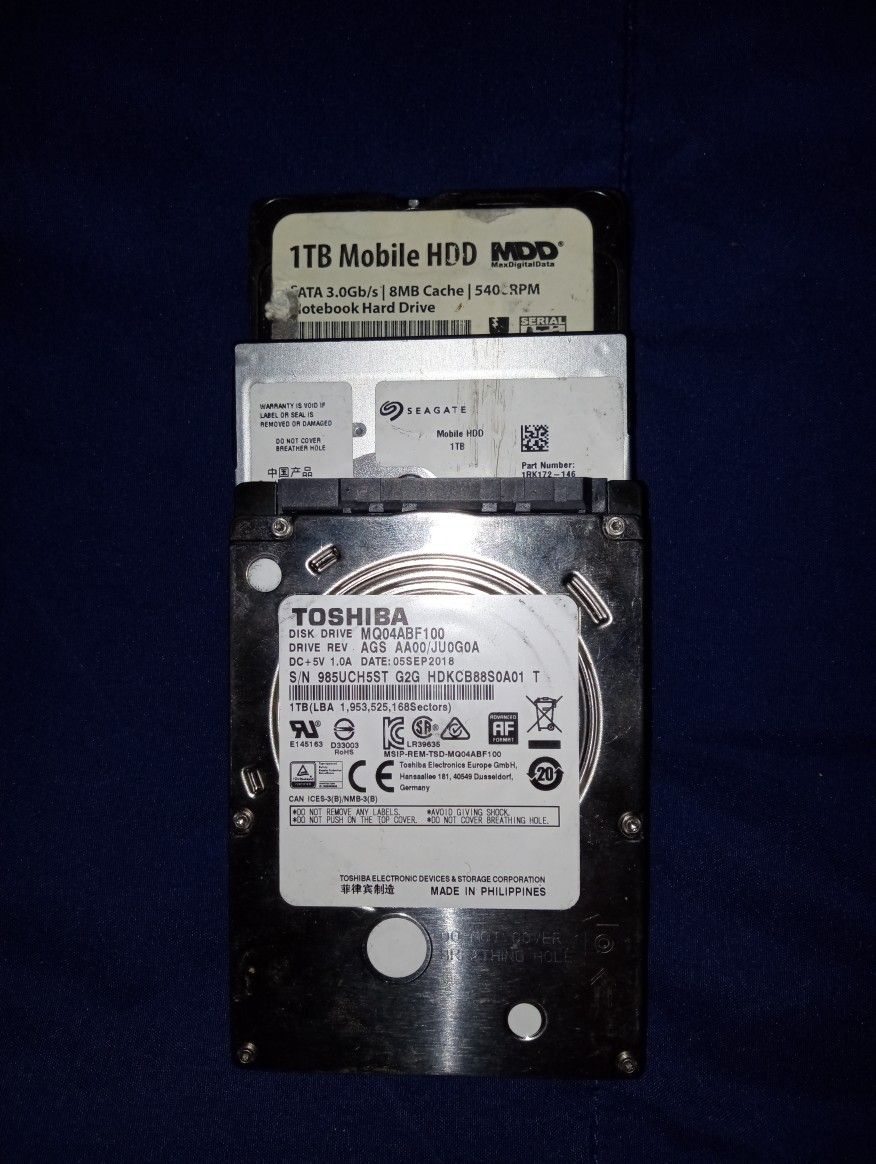 1TB Mobile HDD MDD®
MaxDigitalData
SATA 3.0Gb/s | 8MB Cache | 5400RPM
Notebook Hard Drive
SERIAL
WARRANTY IS VOID IF
LABEL OR SEAL IS
REMOVED OR DAMAGED
DO NOT COVER
BREATHER HOLE
中国产品
SEAGATE
Mobile HDD
1TB
Part Number:
1RK172-146
TOSHIBA
DISK DRIVE MQ04ABF100
DRIVE REV. AGS AA00/JU0G0A
DC+5V 1.0A DATE:05SEP2018
S/N 985UCH5ST G2G HDKCB88S0A01 T
1TB(LBA 1,953,525,168Sectors)
E145163 D33003 RoHS LR39635
ADVANCED AF FORMAT
MSIP-REM-TSD-MQ04ABF100
Toshiba Electronics Europe GmbH,
Hansaallee 181, 40549 Dusseldorf,
Germany
20
CAN ICES-3(B)/NMB-3(B)
*DO NOT REMOVE ANY LABELS. *AVOID GIVING SHOCK.
*DO NOT PUSH ON THE TOP COVER. *DO NOT COVER BREATHING HOLE.
TOSHIBA ELECTRONIC DEVICES & STORAGE CORPORATION
菲律宾制造 MADE IN PHILIPPINES
DO NOT COVER
BREATHING HOLE